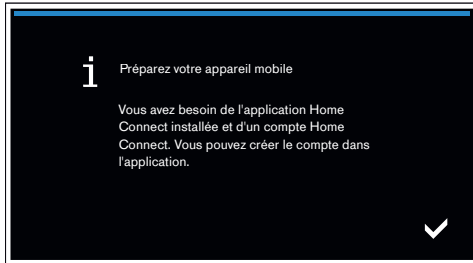 i
Préparez votre appareil mobile
Vous avez besoin de l'application Home
Connect installée et d'un compte Home
Connect. Vous pouvez créer le compte dans
l'application.